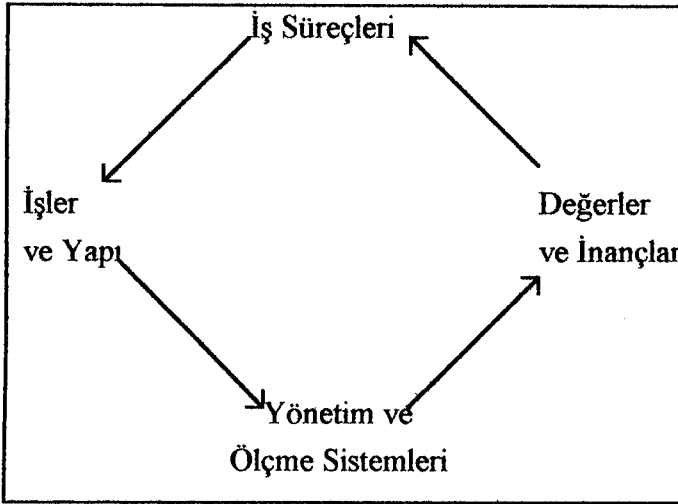 İş Süreçleri
İşler
ve Yapı
Değerler
ve İnançlar
Yönetim ve
Ölçme Sistemleri